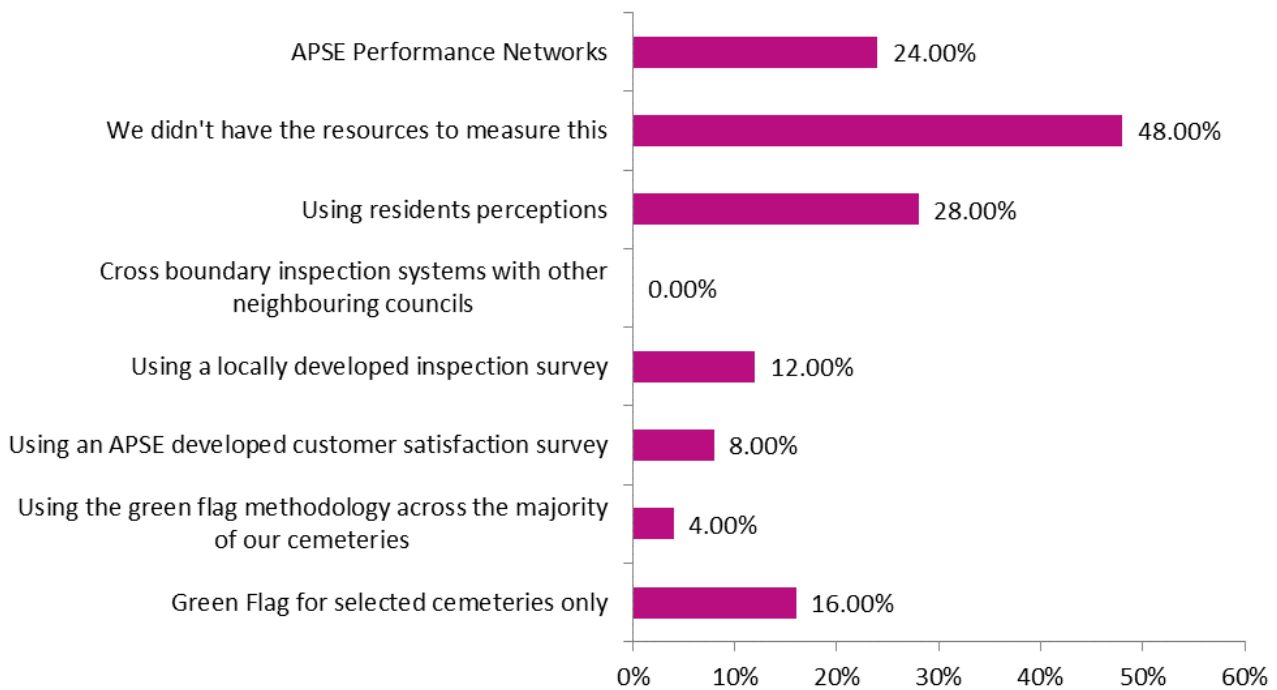 APSE Performance Networks
24.00%
We didn't have the resources to measure this
48.00%
Using residents perceptions
28.00%
Cross boundary inspection systems with other
neighbouring councils
0.00%
Using a locally developed inspection survey
12.00%
Using an APSE developed customer satisfaction survey
8.00%
Using the green flag methodology across the majority
of our cemeteries
4.00%
Green Flag for selected cemeteries only
16.00%
0% 10% 20% 30% 40% 50% 60%